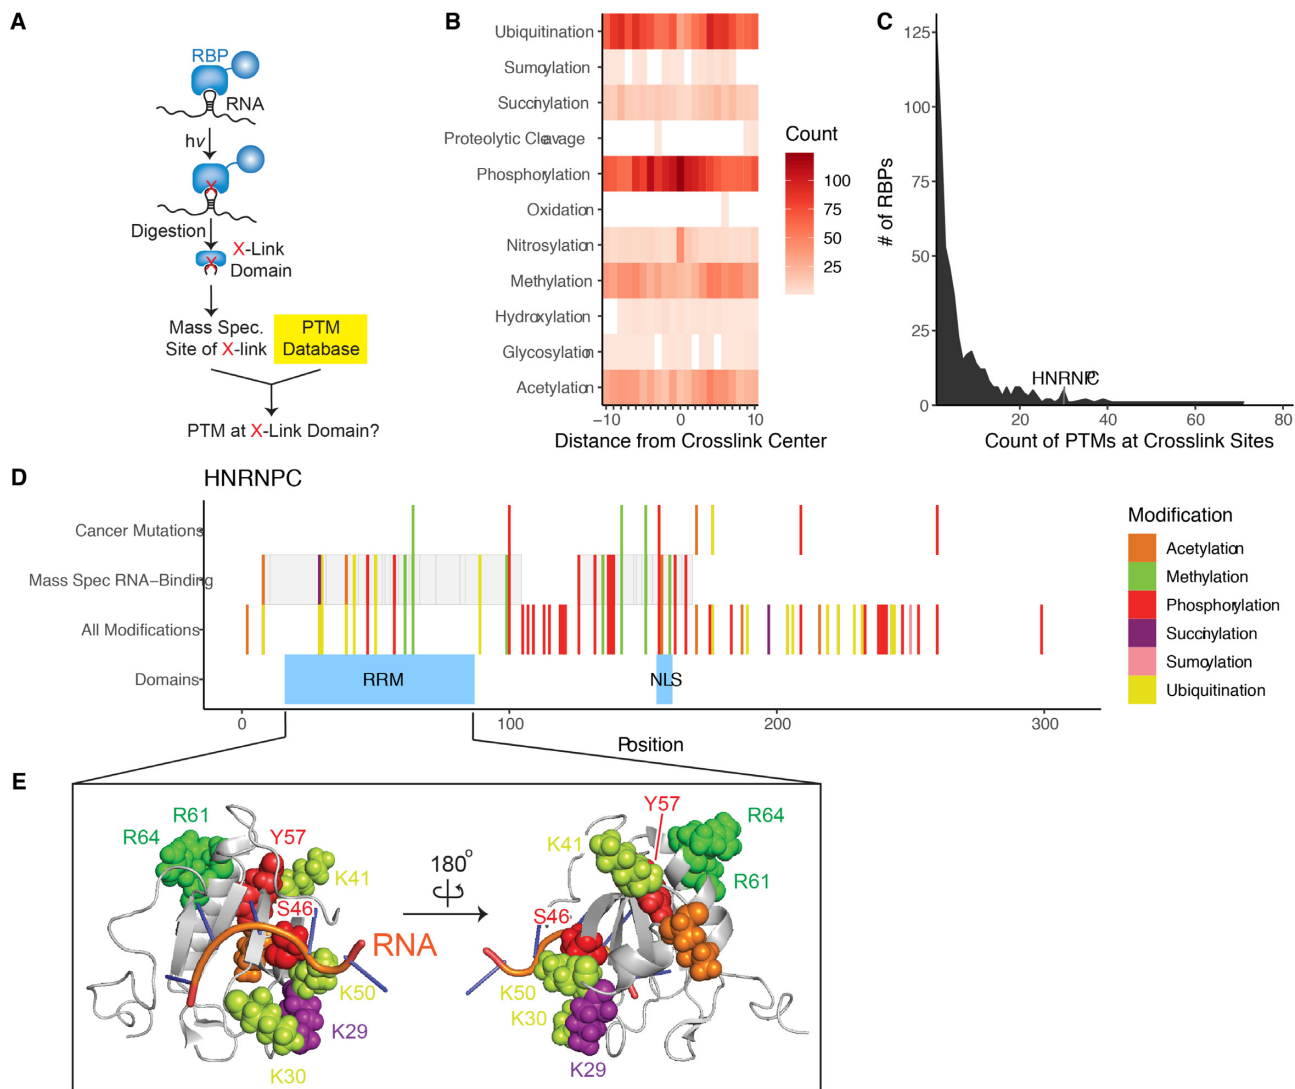 A
RBP
RNA
hv
Digestion
X-Link
Domain
Mass Spec.
Site of X-link
PTM
Database
PTM at X-Link Domain?
B
Ubiquitination
Sumoylation
Succinylation
Proteolytic Cleavage
Phosphorylation
Oxidation
Nitrosylation
Methylation
Hydroxylation
Glycosylation
Acetylation
−10 0 10
Distance from Crosslink Center
Count
100
75
50
25
C
# of RBPs
125
100
75
50
25
0
HNRNPC
20 40 60 80
Count of PTMs at Crosslink Sites
D
HNRNPC
Cancer Mutations
Mass Spec RNA−Binding
All Modifications
Domains
RRM
NLS
0 100 200 300
Position
Modification
Acetylation
Methylation
Phosphorylation
Succinylation
Sumoylation
Ubiquitination
E
R61
R64
Y57
K41
S46
RNA
K50
K29
K30
180°
Y57
R64
K41
R61
S46
K50
K30
K29